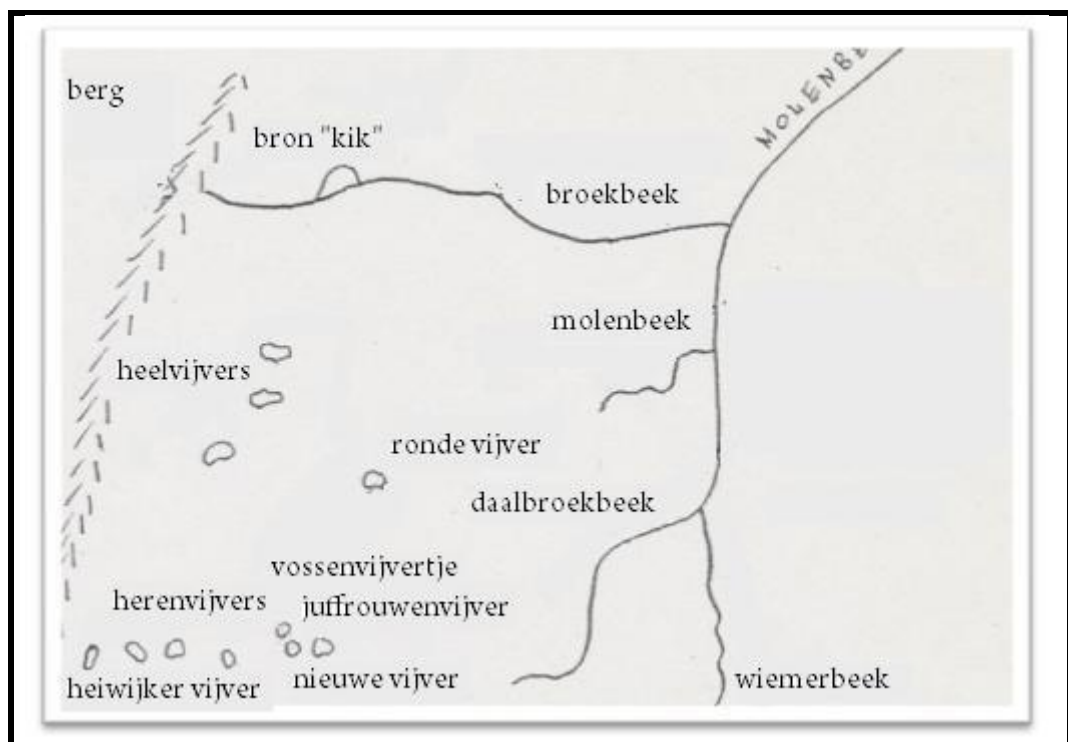 berg
MOLENBE
bron "kik"
broekbeek
molenbeek
heelvijvers
ronde vijver
daalbroekbeek
vossenvijvertje
herenvijvers
juffrouwenvijver
heiwijker vijver
nieuwe vijver
wiemerbeek